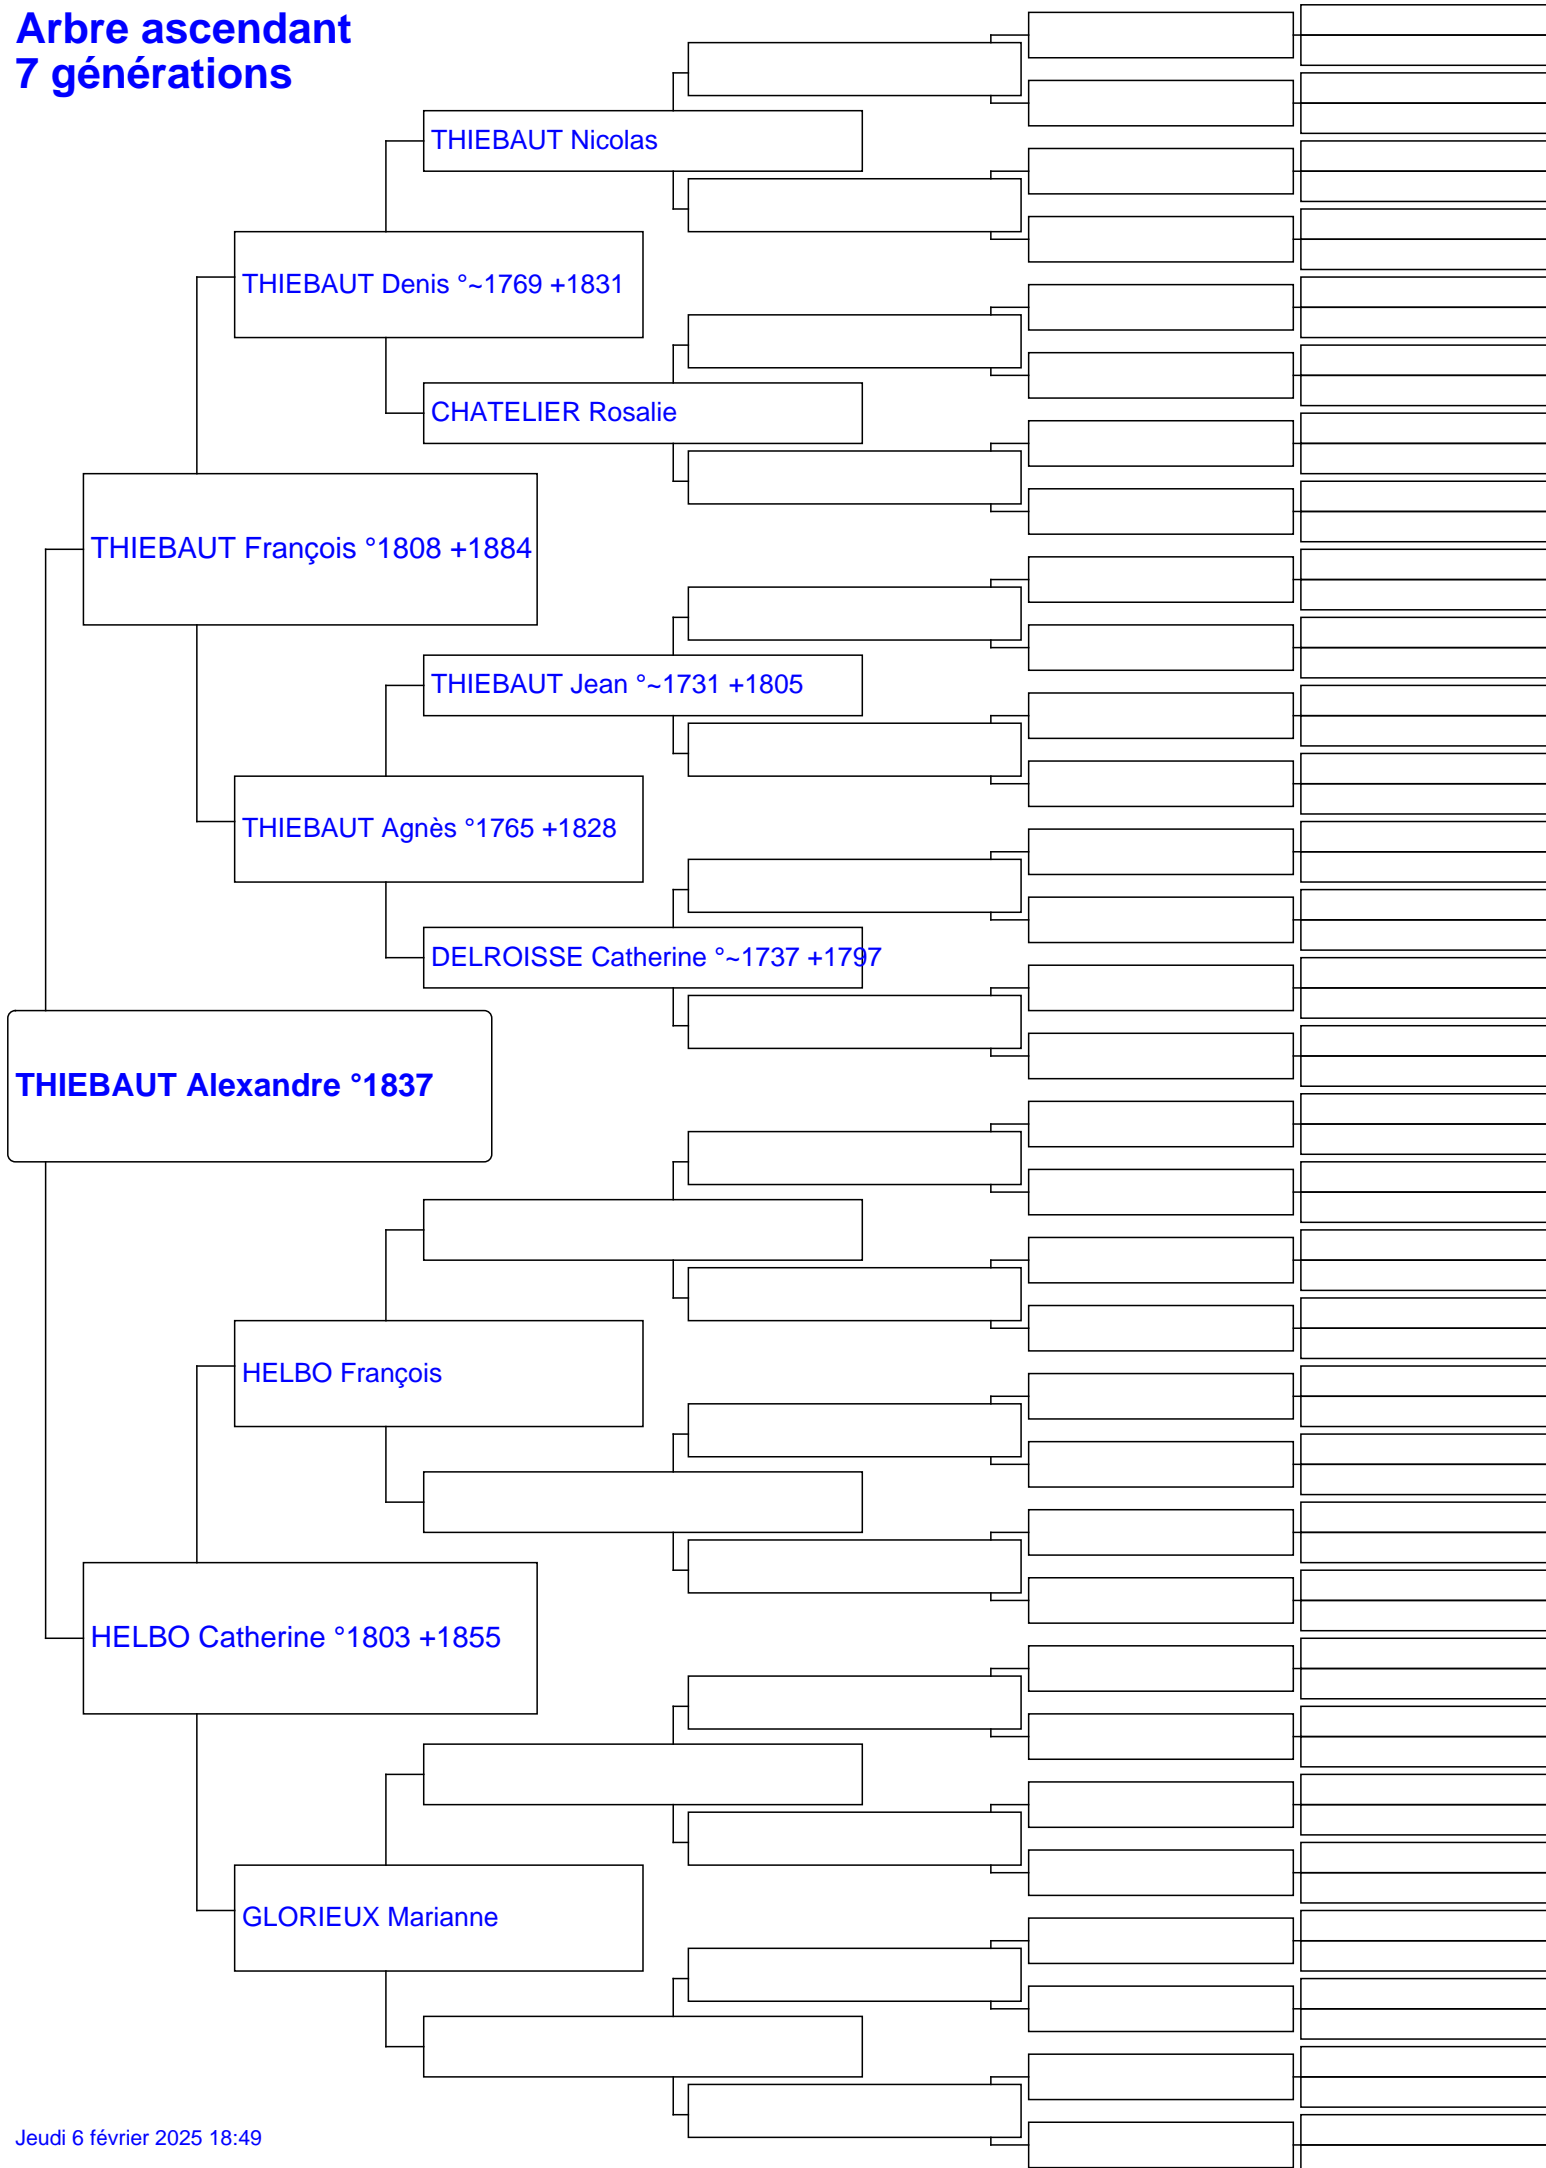 Arbre ascendant
7 générations
THIEBAUT Nicolas
THIEBAUT Denis °~1769 +1831
CHATELIER Rosalie
THIEBAUT François °1808 +1884
THIEBAUT Jean °~1731 +1805
THIEBAUT Agnès °1765 +1828
DELROISSE Catherine °~1737 +1797
THIEBAUT Alexandre °1837
HELBO François
HELBO Catherine °1803 +1855
GLORIEUX Marianne
Jeudi 6 février 2025 18:49